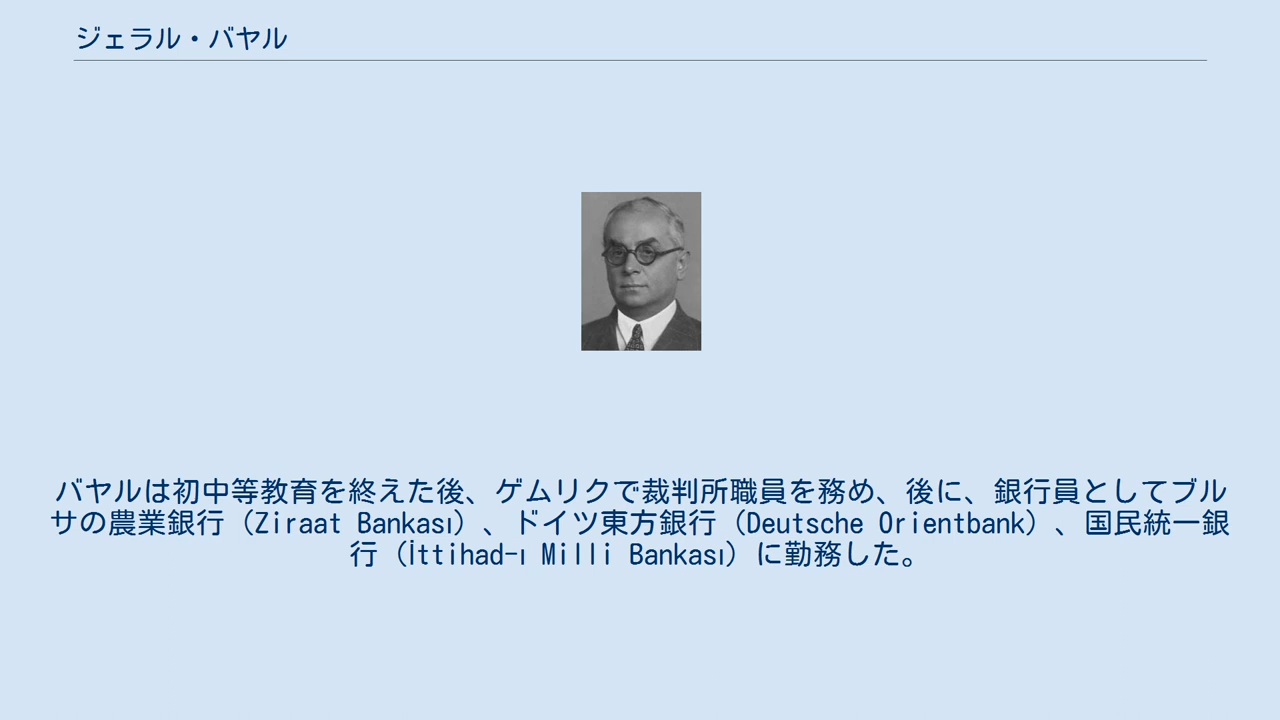 ジェラル・バヤル
バヤルは初中等教育を終えた後、ゲムリクで裁判所職員を務め、後に、銀行員としてブル
サの農業銀行（Ziraat Bankası）、ドイツ東方銀行（Deutsche Orientbank）、国民統一銀
行（İttihad-ı Milli Bankası）に勤務した。